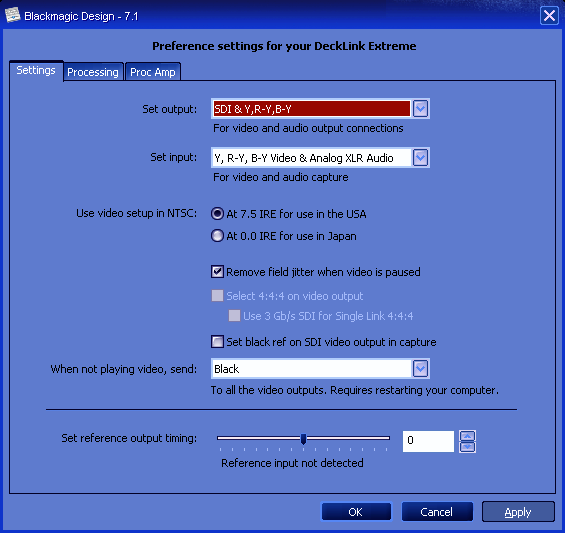 Blackmagic Design - 7.1
Preference settings for your DeckLink Extreme
Settings Processing Proc Amp
Set output: SDI & Y,R-Y,B-Y
For video and audio output connections
Set input: Y, R-Y, B-Y Video & Analog XLR Audio
For video and audio capture
Use video setup in NTSC: At 7.5 IRE for use in the USA
At 0.0 IRE for use in Japan
Remove field jitter when video is paused
Select 4:4:4 on video output
Use 3 Gb/s SDI for Single Link 4:4:4
Set black ref on SDI video output in capture
When not playing video, send: Black
To all the video outputs. Requires restarting your computer.
Set reference output timing: 0
Reference input not detected
OK Cancel Apply